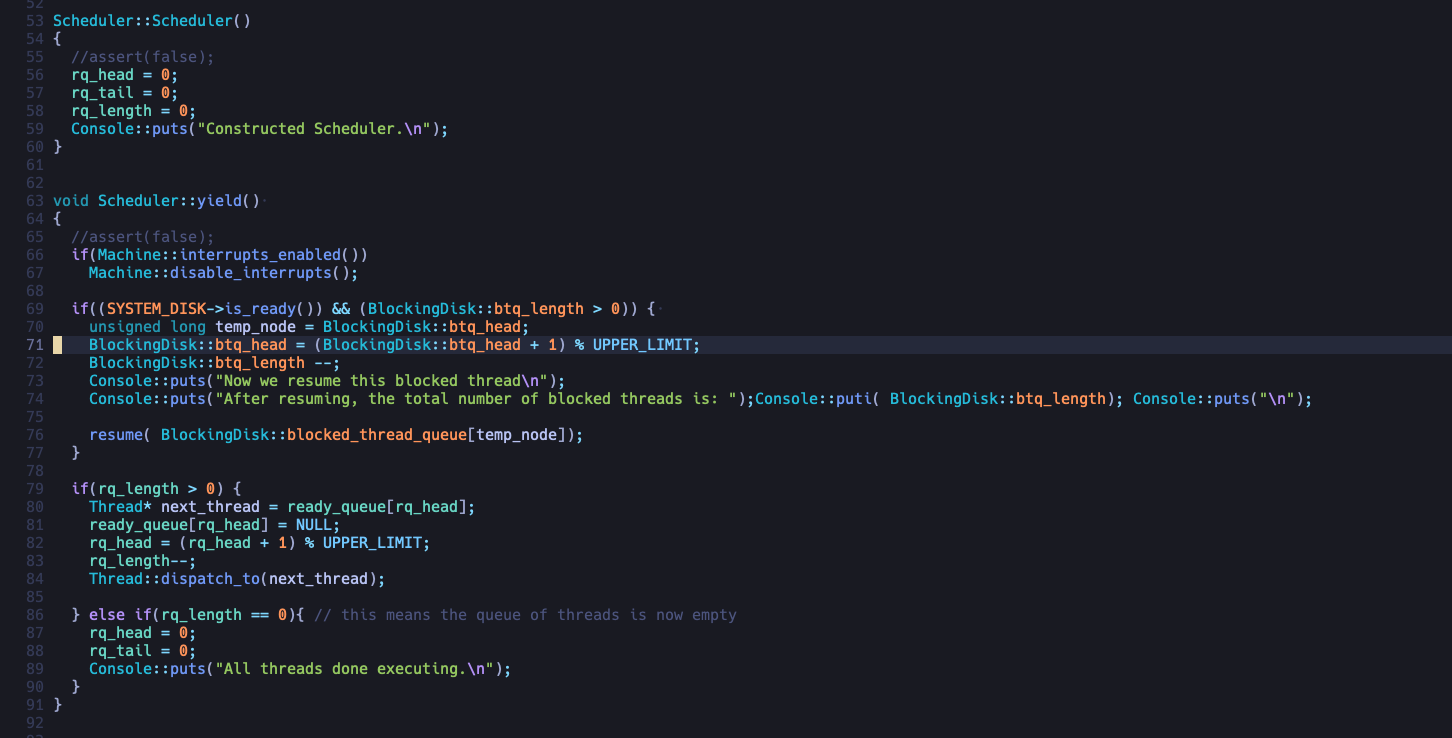 52
53 Scheduler::Scheduler()
54 {
55   //assert(false);
56   rq_head = 0;
57   rq_tail = 0;
58   rq_length = 0;
59   Console::puts("Constructed Scheduler.\n");
60 }
61
62
63 void Scheduler::yield()
64 {
65   //assert(false);
66   if(Machine::interrupts_enabled())
67     Machine::disable_interrupts();
68
69   if((SYSTEM_DISK->is_ready()) && (BlockingDisk::btq_length > 0)) {
70     unsigned long temp_node = BlockingDisk::btq_head;
71     BlockingDisk::btq_head = (BlockingDisk::btq_head + 1) % UPPER_LIMIT;
72     BlockingDisk::btq_length --;
73     Console::puts("Now we resume this blocked thread\n");
74     Console::puts("After resuming, the total number of blocked threads is: ");Console::puti( BlockingDisk::btq_length); Console::puts("\n");
75
76     resume( BlockingDisk::blocked_thread_queue[temp_node]);
77   }
78
79   if(rq_length > 0) {
80     Thread* next_thread = ready_queue[rq_head];
81     ready_queue[rq_head] = NULL;
82     rq_head = (rq_head + 1) % UPPER_LIMIT;
83     rq_length--;
84     Thread::dispatch_to(next_thread);
85
86   } else if(rq_length == 0){ // this means the queue of threads is now empty
87     rq_head = 0;
88     rq_tail = 0;
89     Console::puts("All threads done executing.\n");
90   }
91 }
92